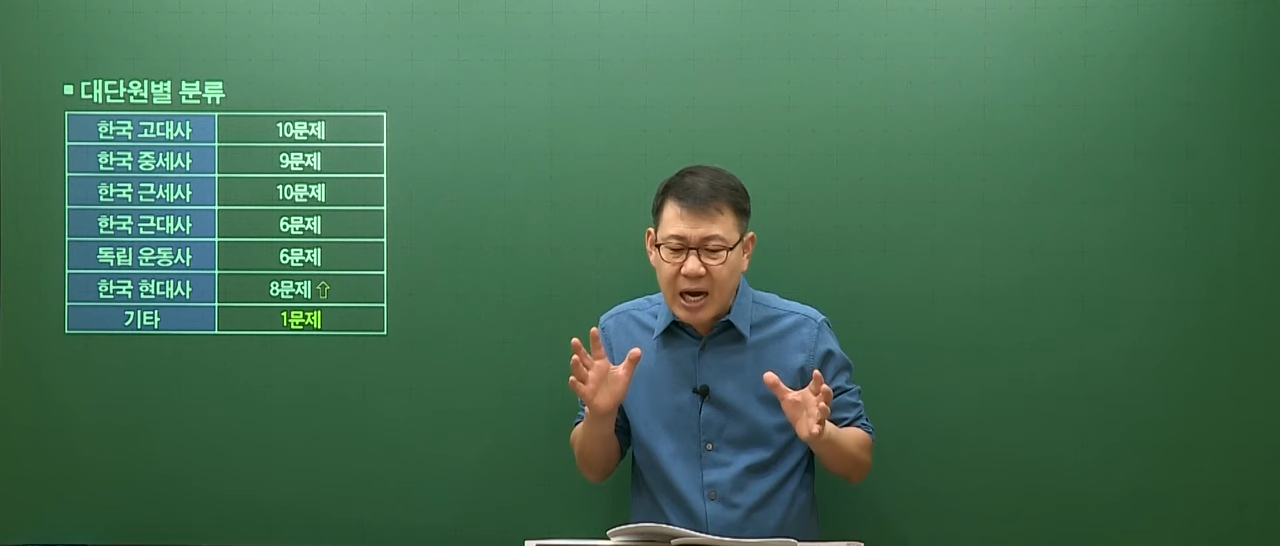 ▪ 대단원별 분류
한국 고대사 10문제
한국 중세사 9문제
한국 근세사 10문제
한국 근대사 6문제
독립 운동사 6문제
한국 현대사 8문제 ⇧
기타 1문제